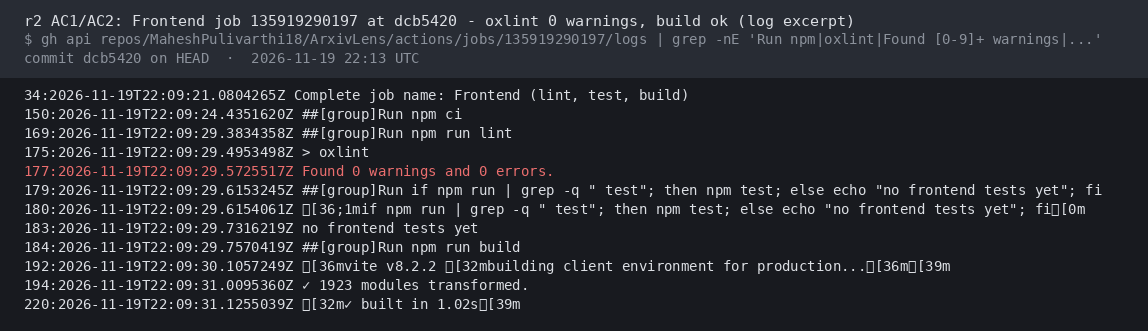 r2 AC1/AC2: Frontend job 135919290197 at dcb5420 - oxlint 0 warnings, build ok (log excerpt)
$ gh api repos/MaheshPulivarthi18/ArxivLens/actions/jobs/135919290197/logs | grep -nE 'Run npm|oxlint|Found [0-9]+ warnings|...'
commit dcb5420 on HEAD · 2026-11-19 22:13 UTC
34:2026-11-19T22:09:21.0804265Z Complete job name: Frontend (lint, test, build)
150:2026-11-19T22:09:24.4351620Z ##[group]Run npm ci
169:2026-11-19T22:09:29.3834358Z ##[group]Run npm run lint
175:2026-11-19T22:09:29.4953498Z > oxlint
177:2026-11-19T22:09:29.5725517Z Found 0 warnings and 0 errors.
179:2026-11-19T22:09:29.6153245Z ##[group]Run if npm run | grep -q " test"; then npm test; else echo "no frontend tests yet"; fi
180:2026-11-19T22:09:29.6154061Z ▯[36;1mif npm run | grep -q " test"; then npm test; else echo "no frontend tests yet"; fi▯[0m
183:2026-11-19T22:09:29.7316219Z no frontend tests yet
184:2026-11-19T22:09:29.7570419Z ##[group]Run npm run build
192:2026-11-19T22:09:30.1057249Z ▯[36mvite v8.2.2 ▯[32mbuilding client environment for production...▯[36m▯[39m
194:2026-11-19T22:09:31.0095360Z ✓ 1923 modules transformed.
220:2026-11-19T22:09:31.1255039Z ▯[32m✓ built in 1.02s▯[39m